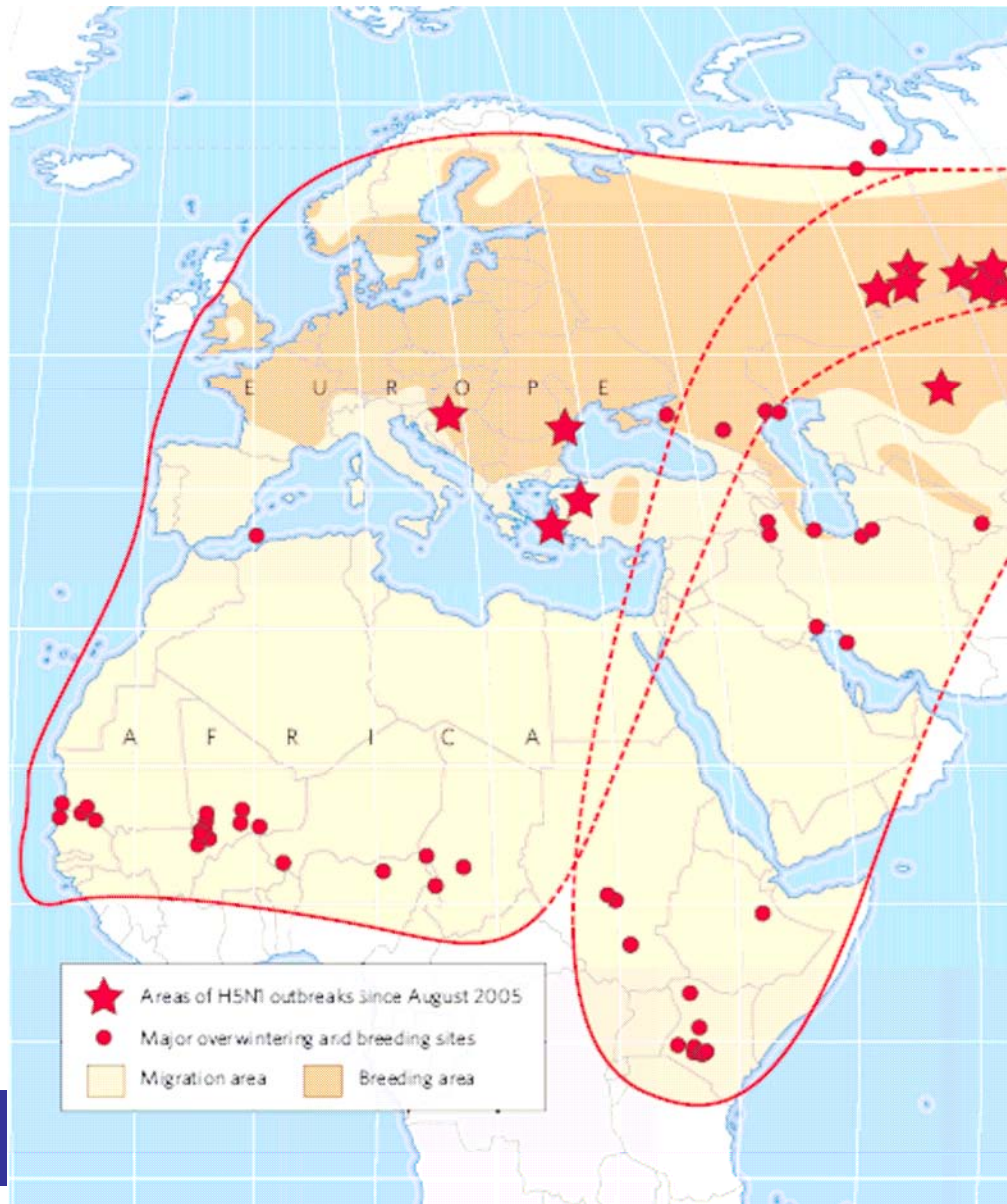 E U R O P E
A F R I C A
Areas of H5N1 outbreaks since August 2005
Major overwintering and breeding sites
Migration area
Breeding area